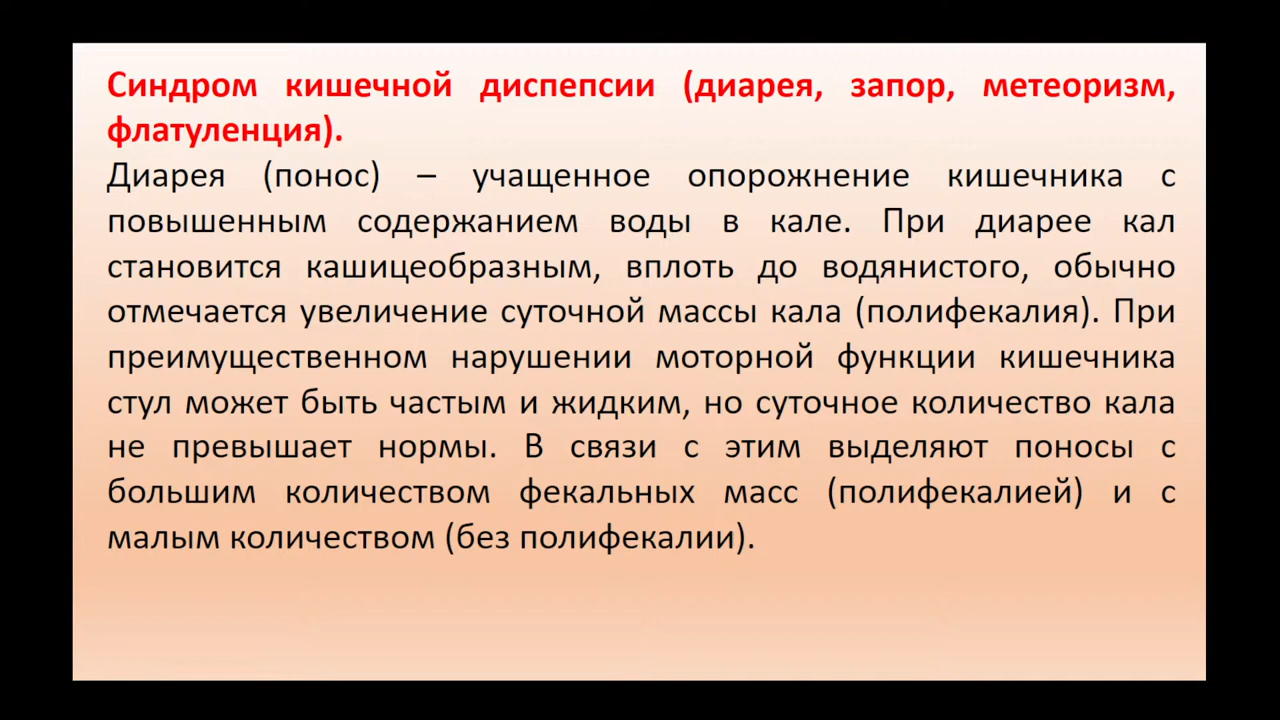 Синдром кишечной диспепсии (диарея, запор, метеоризм,
флатуленция).
Диарея (понос) – учащенное опорожнение кишечника с
повышенным содержанием воды в кале. При диарее кал
становится кашицеобразным, вплоть до водянистого, обычно
отмечается увеличение суточной массы кала (полифекалия). При
преимущественном нарушении моторной функции кишечника
стул может быть частым и жидким, но суточное количество кала
не превышает нормы. В связи с этим выделяют поносы с
большим количеством фекальных масс (полифекалией) и с
малым количеством (без полифекалии).